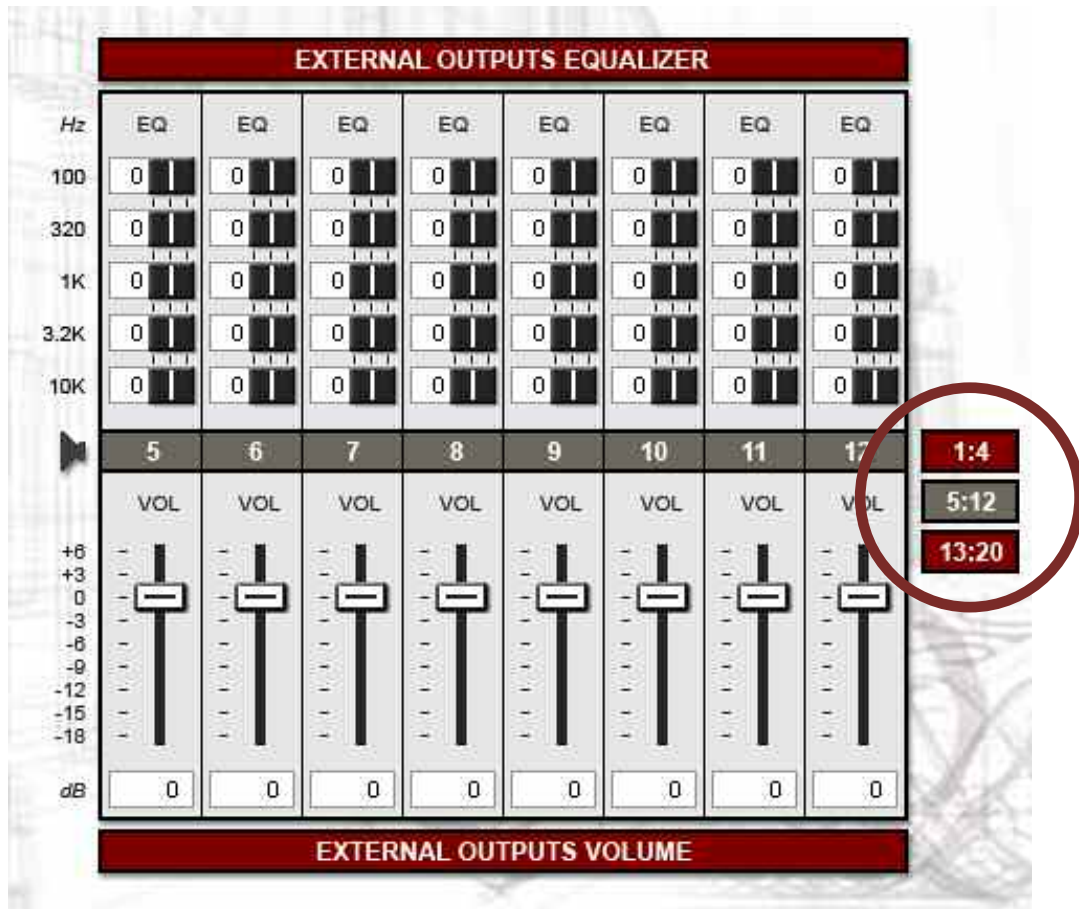 EXTERNAL OUTPUTS EQUALIZER
Hz EQ EQ EQ EQ EQ EQ EQ EQ
100 0 0 0 0 0 0 0 0
320 0 0 0 0 0 0 0 0
1K 0 0 0 0 0 0 0 0
3.2K 0 0 0 0 0 0 0 0
10K 0 0 0 0 0 0 0 0
5 6 7 8 9 10 11 12 1:4
VOL VOL VOL VOL VOL VOL VOL VOL 5:12
+6
13:20
+3
0
-3
-6
-9
-12
-15
-18
dB 0 0 0 0 0 0 0 0
EXTERNAL OUTPUTS VOLUME